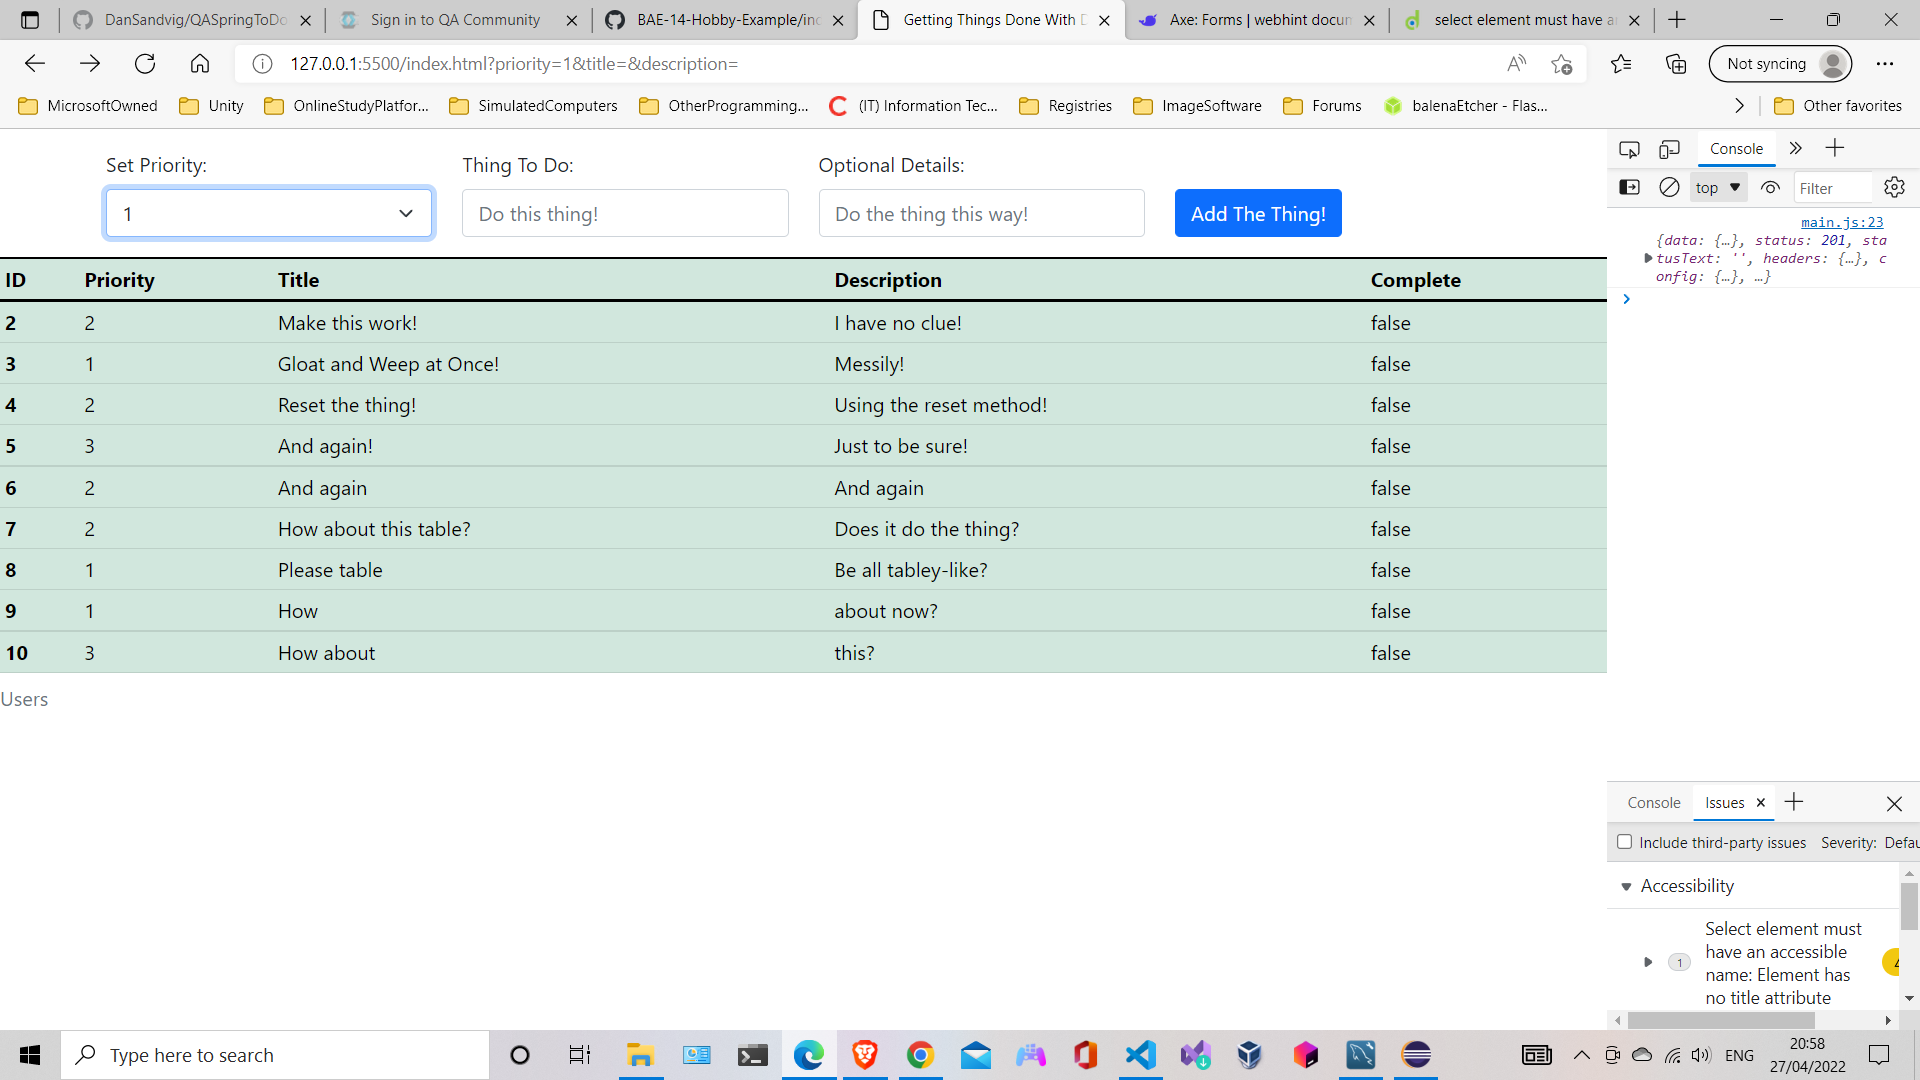 DanSandvig/QASpringToDo
Sign in to QA Community
BAE-14-Hobby-Example/inc
Getting Things Done With D
Axe: Forms | webhint docum
select element must have a
127.0.0.1:5500/index.html?priority=1&title=&description=
Not syncing
MicrosoftOwned
Unity
OnlineStudyPlatfor...
SimulatedComputers
OtherProgramming...
(IT) Information Tec...
Registries
ImageSoftware
Forums
balenaEtcher - Flas...
Other favorites
Set Priority:
Thing To Do:
Optional Details:
1
Do this thing!
Do the thing this way!
Add The Thing!
ID Priority Title Description Complete
2 2 Make this work! I have no clue! false
3 1 Gloat and Weep at Once! Messily! false
4 2 Reset the thing! Using the reset method! false
5 3 And again! Just to be sure! false
6 2 And again And again false
7 2 How about this table? Does it do the thing? false
8 1 Please table Be all tabley-like? false
9 1 How about now? false
10 3 How about this? false
Users
Console
top
Filter
main.js:23
{data: {…}, status: 201, sta
tusText: '', headers: {…}, c
onfig: {…}, …}
Console
Issues
Include third-party issues
Severity: Defau
Accessibility
1
Select element must
have an accessible
name: Element has
no title attribute
Type here to search
ENG
20:58
27/04/2022